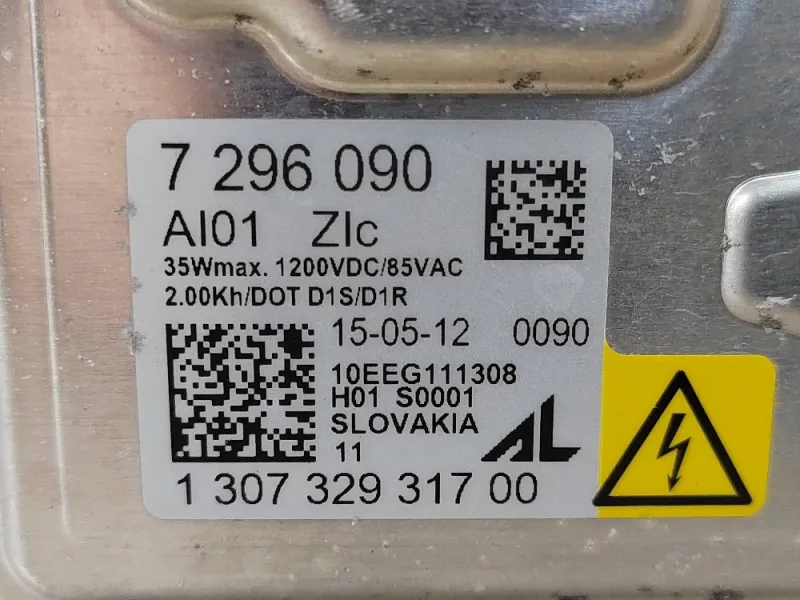 7 296 090
AI01 ZIc
35Wmax. 1200VDC/85VAC
2.00Kh/DOT D1S/D1R
15-05-12 0090
10EEG111308
H01 S0001
SLOVAKIA
11
AL
1 307 329 317 00